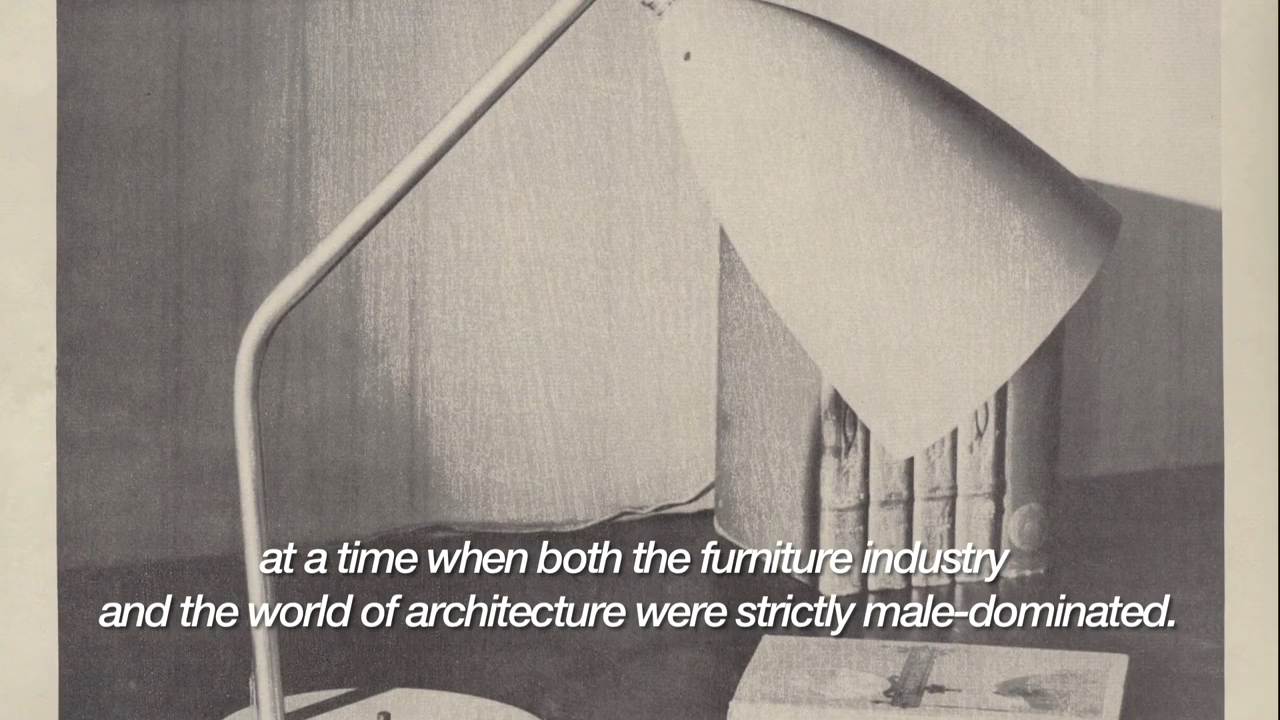 at a time when both the furniture industry
and the world of architecture were strictly male-dominated.